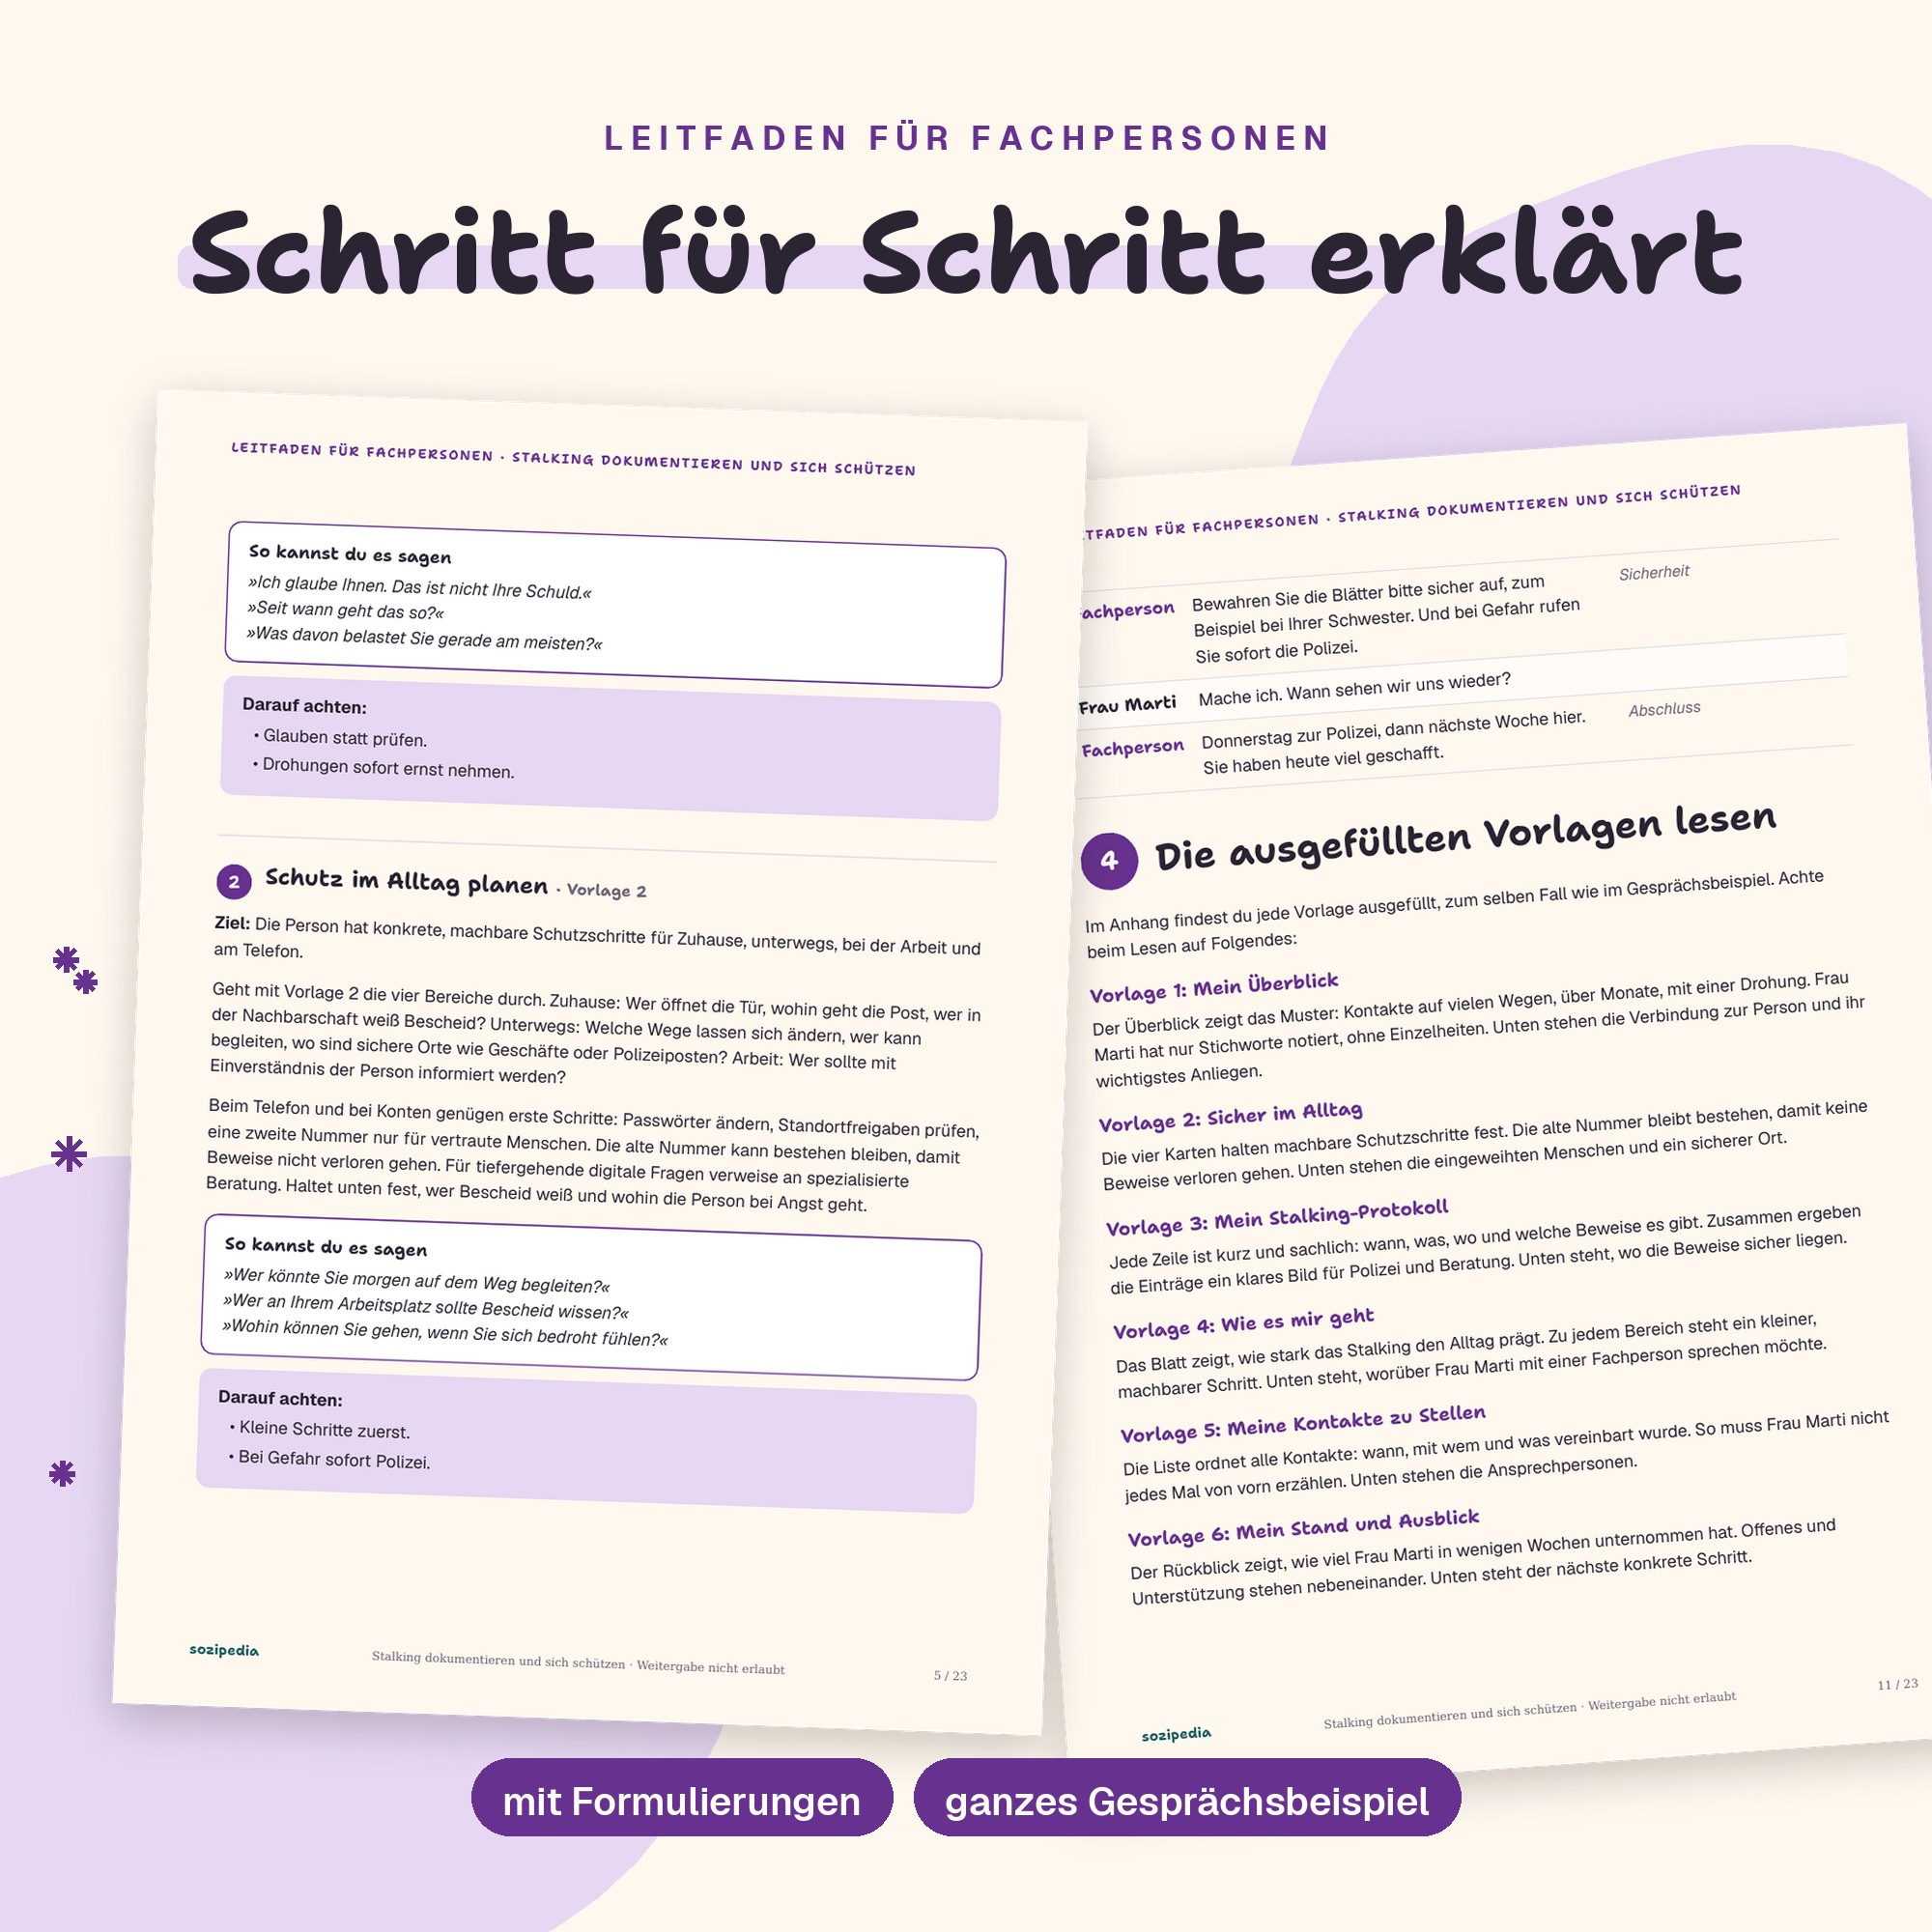 LEITFADEN FÜR FACHPERSONEN
Schritt für Schritt erklärt
LEITFADEN FÜR FACHPERSONEN · STALKING DOKUMENTIEREN UND SICH SCHÜTZEN
So kannst du es sagen
»Ich glaube Ihnen. Das ist nicht Ihre Schuld.«
»Seit wann geht das so?«
»Was davon belastet Sie gerade am meisten?«
Darauf achten:
• Glauben statt prüfen.
• Drohungen sofort ernst nehmen.
2 Schutz im Alltag planen · Vorlage 2
Ziel: Die Person hat konkrete, machbare Schutzschritte für Zuhause, unterwegs, bei der Arbeit und
am Telefon.
Geht mit Vorlage 2 die vier Bereiche durch. Zuhause: Wer öffnet die Tür, wohin geht die Post, wer in
der Nachbarschaft weiß Bescheid? Unterwegs: Welche Wege lassen sich ändern, wer kann
begleiten, wo sind sichere Orte wie Geschäfte oder Polizeiposten? Arbeit: Wer sollte mit
Einverständnis der Person informiert werden?
Beim Telefon und bei Konten genügen erste Schritte: Passwörter ändern, Standortfreigaben prüfen,
eine zweite Nummer nur für vertraute Menschen. Die alte Nummer kann bestehen bleiben, damit
Beweise nicht verloren gehen. Für tiefergehende digitale Fragen verweise an spezialisierte
Beratung. Haltet unten fest, wer Bescheid weiß und wohin die Person bei Angst geht.
So kannst du es sagen
»Wer könnte Sie morgen auf dem Weg begleiten?«
»Wer an Ihrem Arbeitsplatz sollte Bescheid wissen?«
»Wohin können Sie gehen, wenn Sie sich bedroht fühlen?«
Darauf achten:
• Kleine Schritte zuerst.
• Bei Gefahr sofort Polizei.
sozipedia
Stalking dokumentieren und sich schützen · Weitergabe nicht erlaubt
5 / 23
TFADEN FÜR FACHPERSONEN · STALKING DOKUMENTIEREN UND SICH SCHÜTZEN
Fachperson Bewahren Sie die Blätter bitte sicher auf, zum Sicherheit
Beispiel bei Ihrer Schwester. Und bei Gefahr rufen
Sie sofort die Polizei.
Frau Marti Mache ich. Wann sehen wir uns wieder?
Fachperson Donnerstag zur Polizei, dann nächste Woche hier. Abschluss
Sie haben heute viel geschafft.
4 Die ausgefüllten Vorlagen lesen
Im Anhang findest du jede Vorlage ausgefüllt, zum selben Fall wie im Gesprächsbeispiel. Achte
beim Lesen auf Folgendes:
Vorlage 1: Mein Überblick
Der Überblick zeigt das Muster: Kontakte auf vielen Wegen, über Monate, mit einer Drohung. Frau
Marti hat nur Stichworte notiert, ohne Einzelheiten. Unten stehen die Verbindung zur Person und ihr
wichtigstes Anliegen.
Vorlage 2: Sicher im Alltag
Die vier Karten halten machbare Schutzschritte fest. Die alte Nummer bleibt bestehen, damit keine
Beweise verloren gehen. Unten stehen die eingeweihten Menschen und ein sicherer Ort.
Vorlage 3: Mein Stalking-Protokoll
Jede Zeile ist kurz und sachlich: wann, was, wo und welche Beweise es gibt. Zusammen ergeben
die Einträge ein klares Bild für Polizei und Beratung. Unten steht, wo die Beweise sicher liegen.
Vorlage 4: Wie es mir geht
Das Blatt zeigt, wie stark das Stalking den Alltag prägt. Zu jedem Bereich steht ein kleiner,
machbarer Schritt. Unten steht, worüber Frau Marti mit einer Fachperson sprechen möchte.
Vorlage 5: Meine Kontakte zu Stellen
Die Liste ordnet alle Kontakte: wann, mit wem und was vereinbart wurde. So muss Frau Marti nicht
jedes Mal von vorn erzählen. Unten stehen die Ansprechpersonen.
Vorlage 6: Mein Stand und Ausblick
Der Rückblick zeigt, wie viel Frau Marti in wenigen Wochen unternommen hat. Offenes und
Unterstützung stehen nebeneinander. Unten steht der nächste konkrete Schritt.
sozipedia
Stalking dokumentieren und sich schützen · Weitergabe nicht erlaubt
11 / 23
mit Formulierungen
ganzes Gesprächsbeispiel